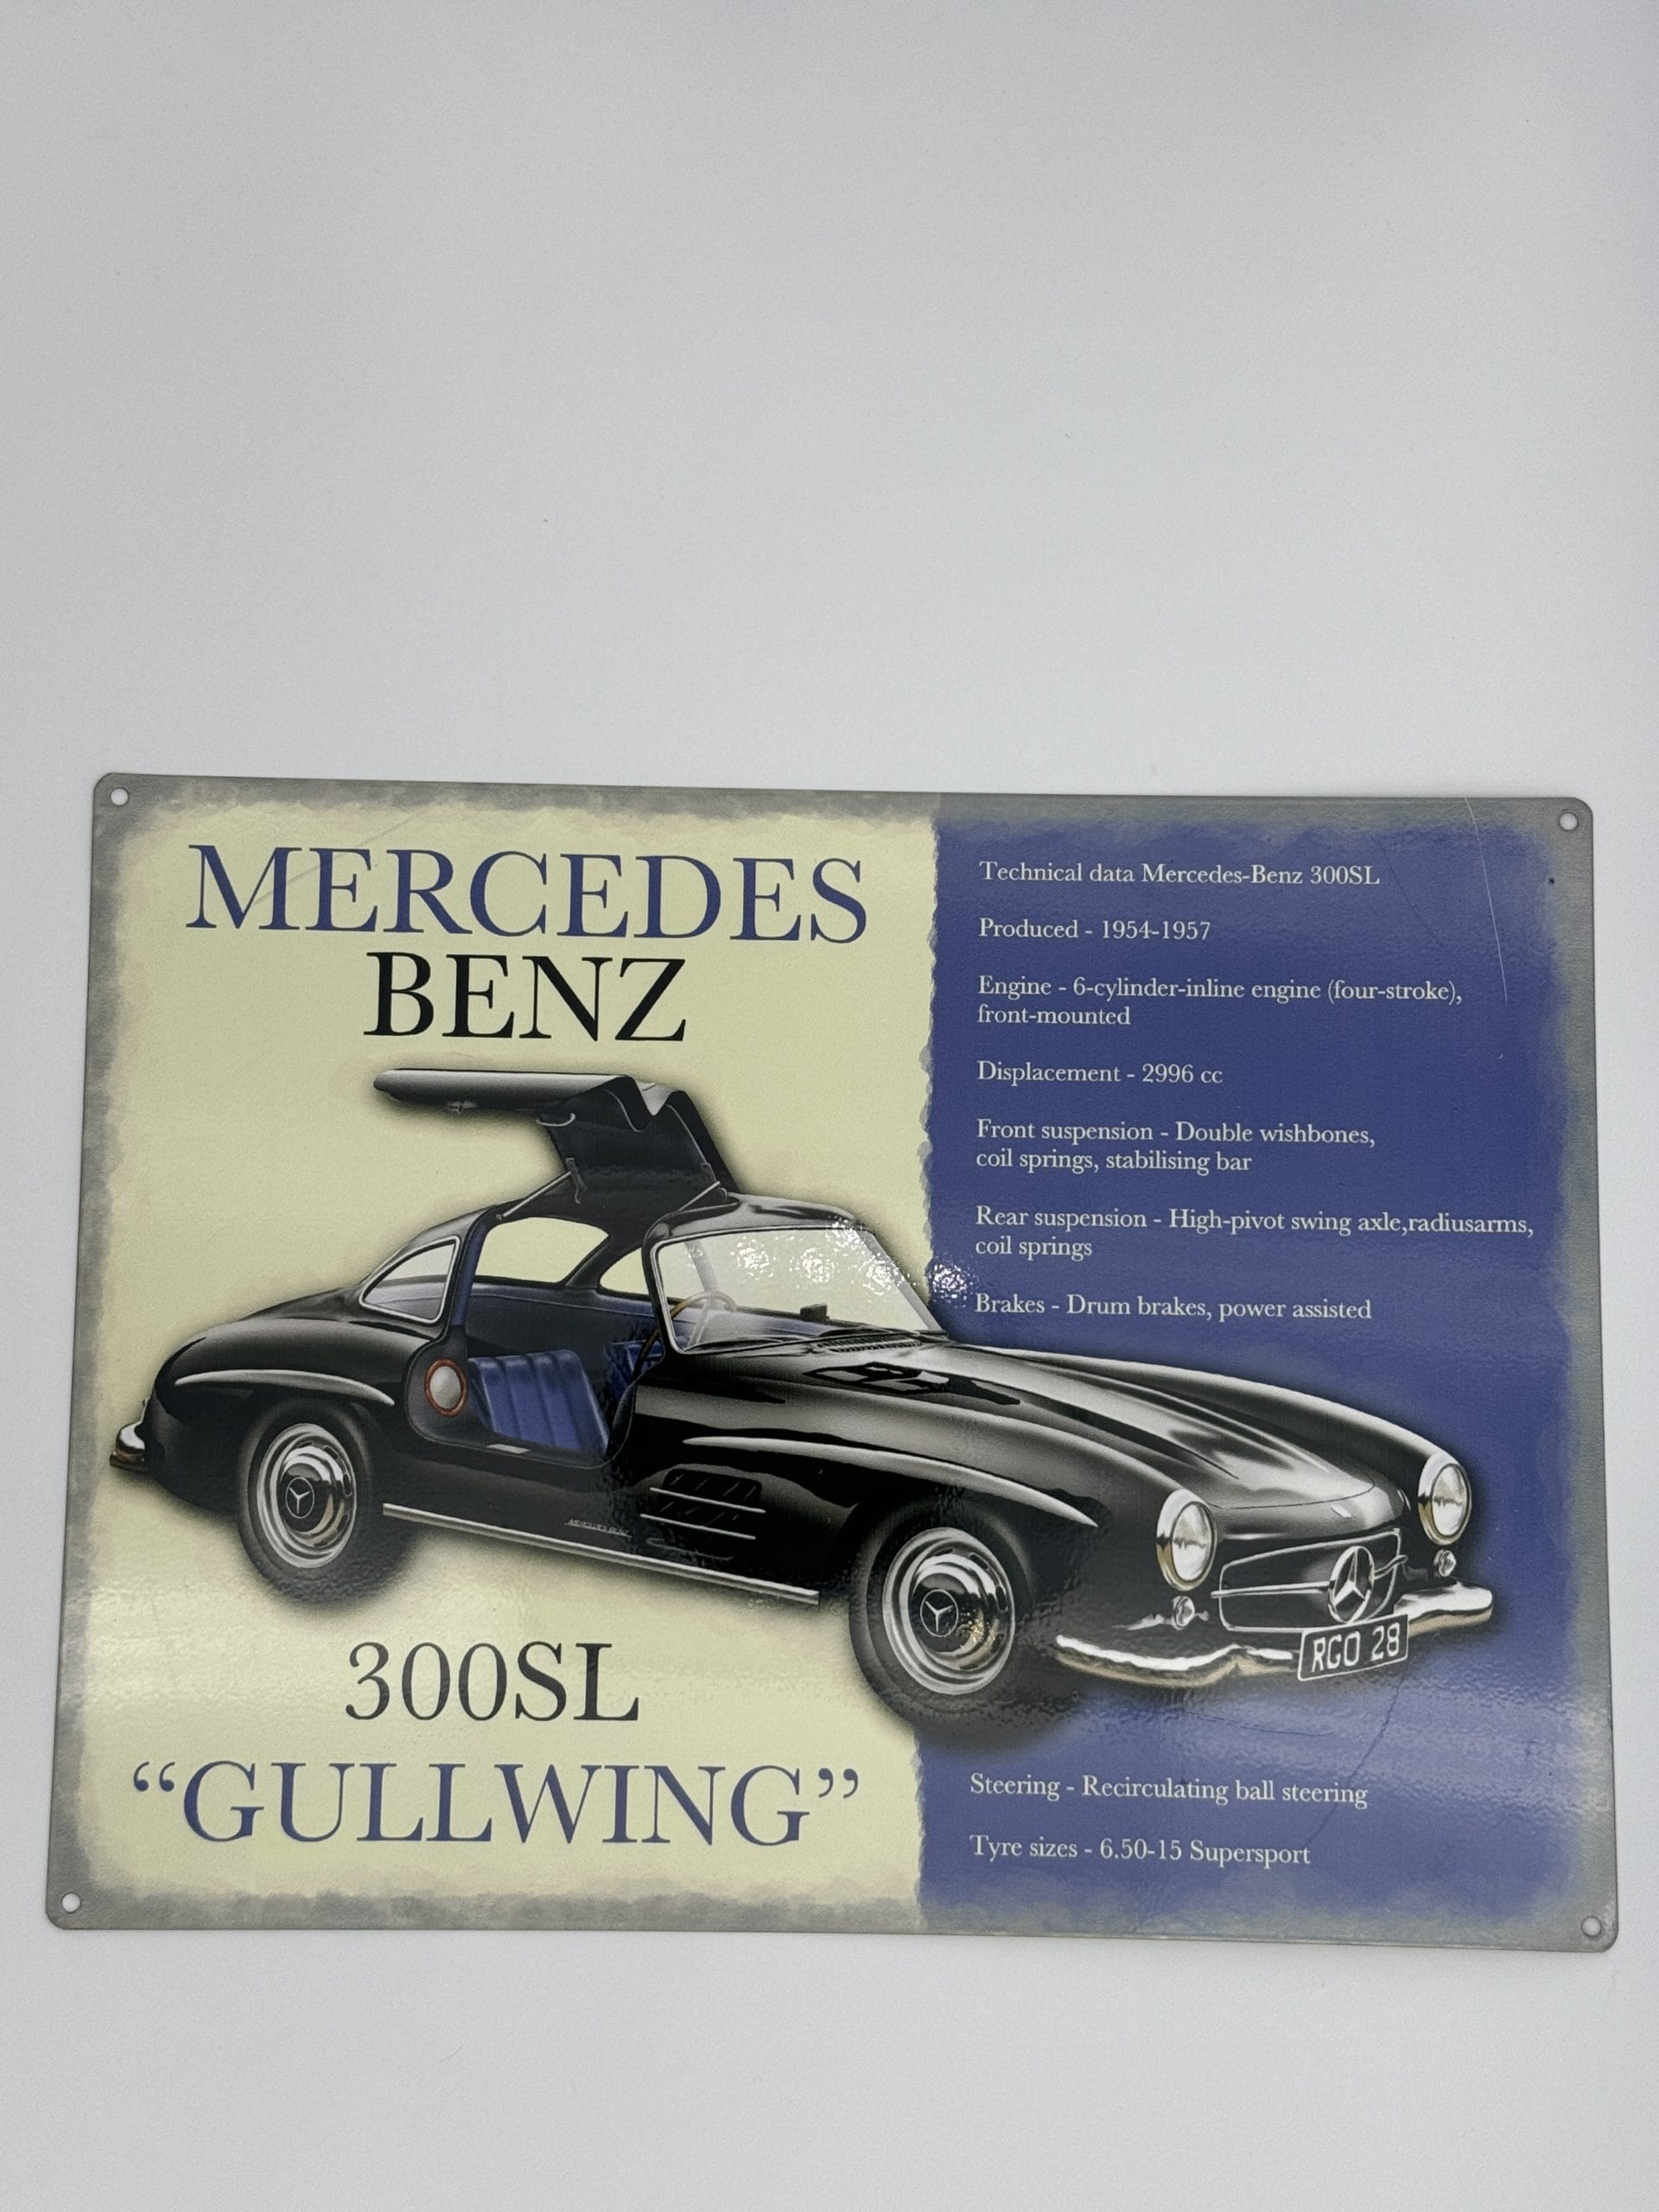 MERCEDES
BENZ
300SL
“GULLWING”
Technical data Mercedes-Benz 300SL
Produced - 1954-1957
Engine - 6-cylinder-inline engine (four-stroke),
front-mounted
Displacement - 2996 cc
Front suspension - Double wishbones,
coil springs, stabilising bar
Rear suspension - High-pivot swing axle,radiusarms,
coil springs
Brakes - Drum brakes, power assisted
MERCEDES BENZ
RGO 28
Steering - Recirculating ball steering
Tyre sizes - 6.50-15 Supersport